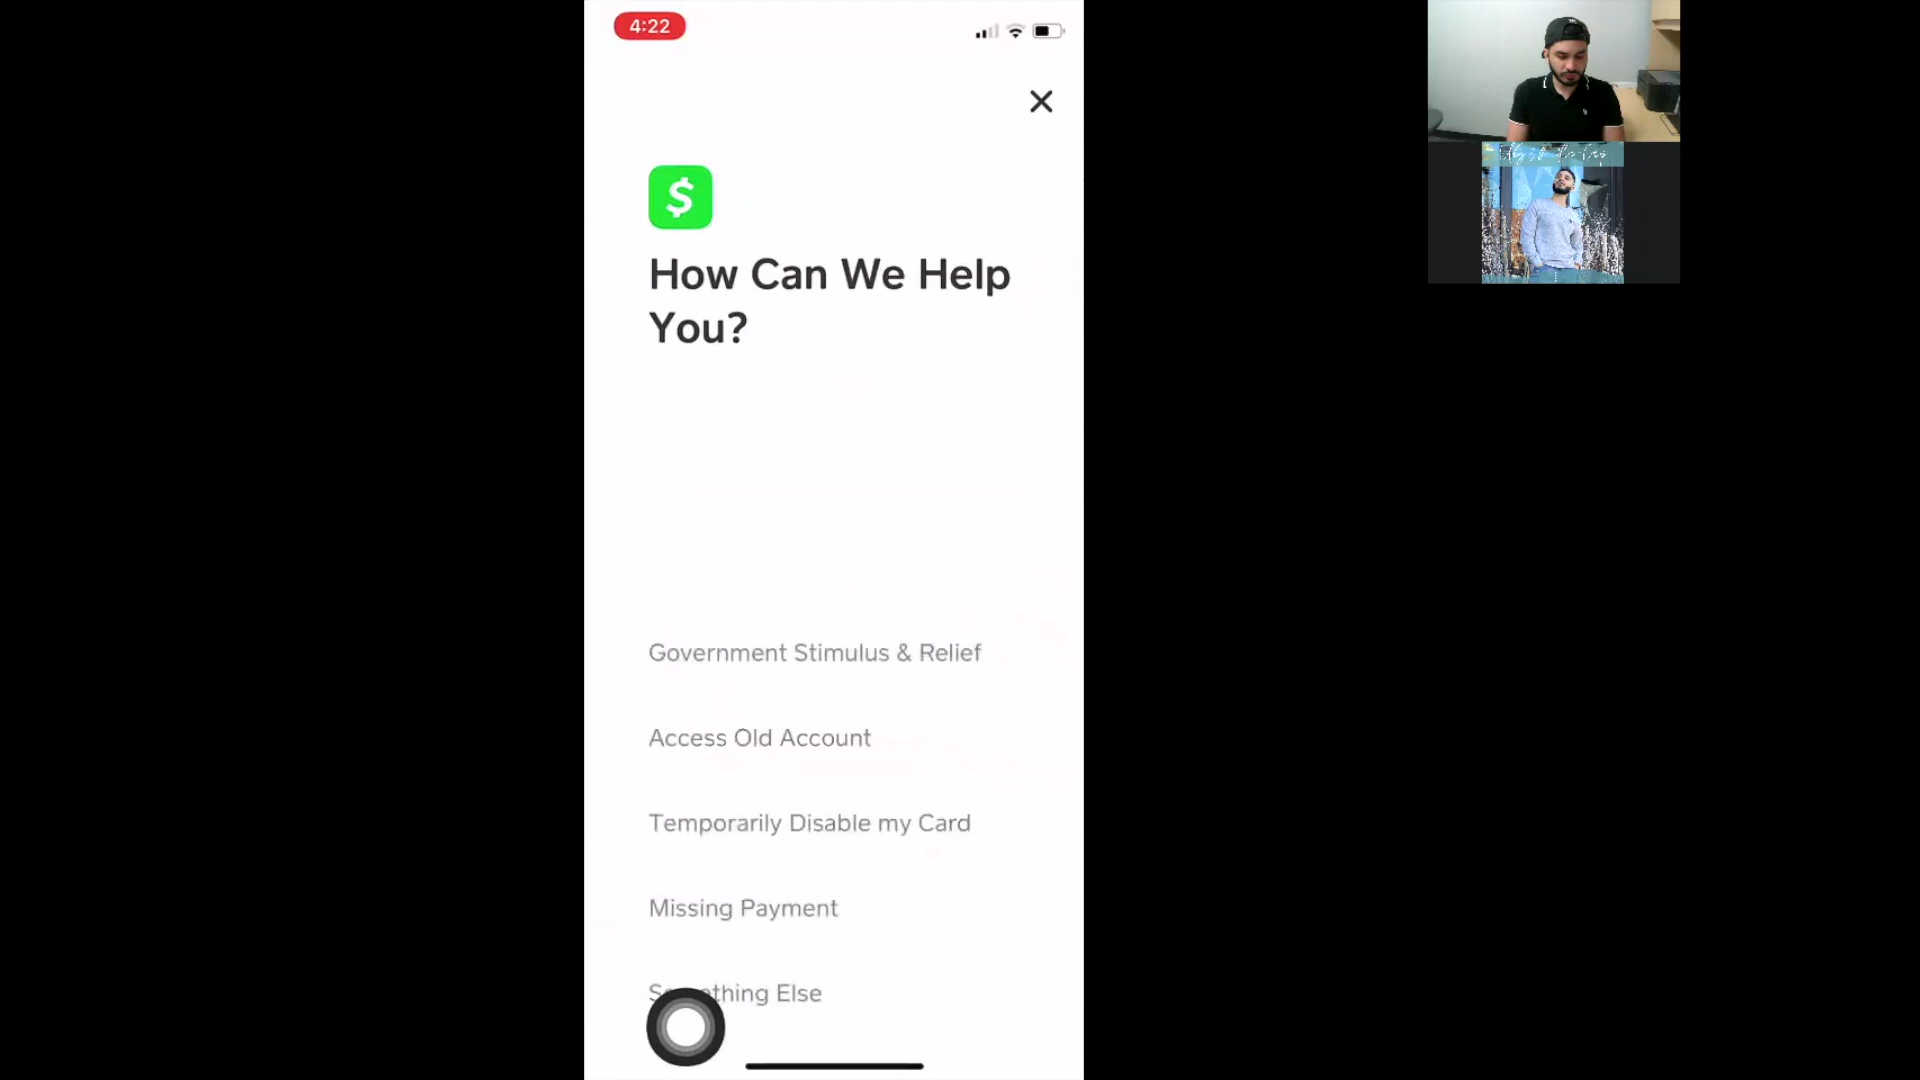 4:22
$
How Can We Help
You?
Government Stimulus & Relief
Access Old Account
Temporarily Disable my Card
Missing Payment
Something Else